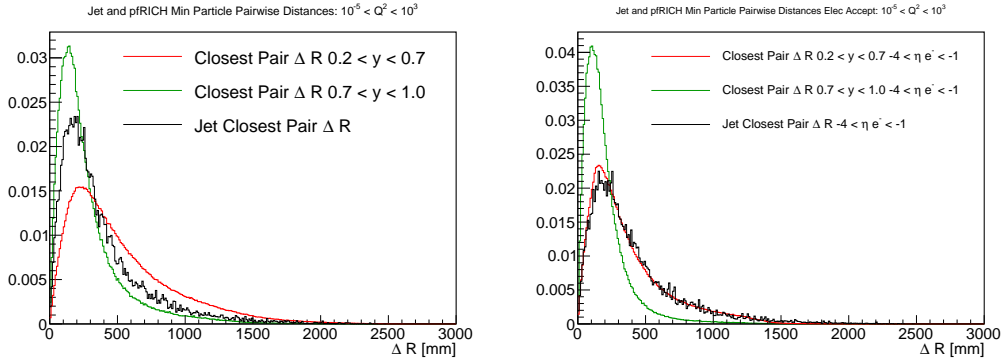 Jet and pfRICH Min Particle Pairwise Distances: 10⁻⁵ < Q² < 10³
Closest Pair Δ R 0.2 < y < 0.7
Closest Pair Δ R 0.7 < y < 1.0
Jet Closest Pair Δ R
0.03
0.025
0.02
0.015
0.01
0.005
0
0 500 1000 1500 2000 2500 3000
Δ R [mm]
Jet and pfRICH Min Particle Pairwise Distances Elec Accept: 10⁻⁵ < Q² < 10³
Closest Pair Δ R 0.2 < y < 0.7 -4 < η e⁻ < -1
Closest Pair Δ R 0.7 < y < 1.0 -4 < η e⁻ < -1
Jet Closest Pair Δ R -4 < η e⁻ < -1
0.04
0.035
0.03
0.025
0.02
0.015
0.01
0.005
0
0 500 1000 1500 2000 2500 3000
Δ R [mm]